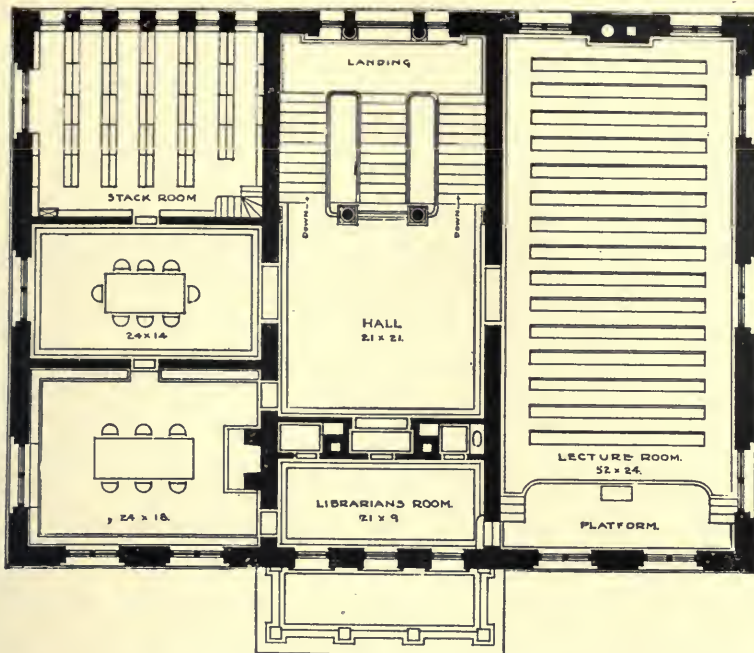 LANDING
STACK ROOM
DOWN
DOWN
24 x 14
HALL
21 x 21.
LECTURE ROOM.
52 x 24.
LIBRARIANS ROOM.
21 x 9
24 x 18.
PLATFORM.